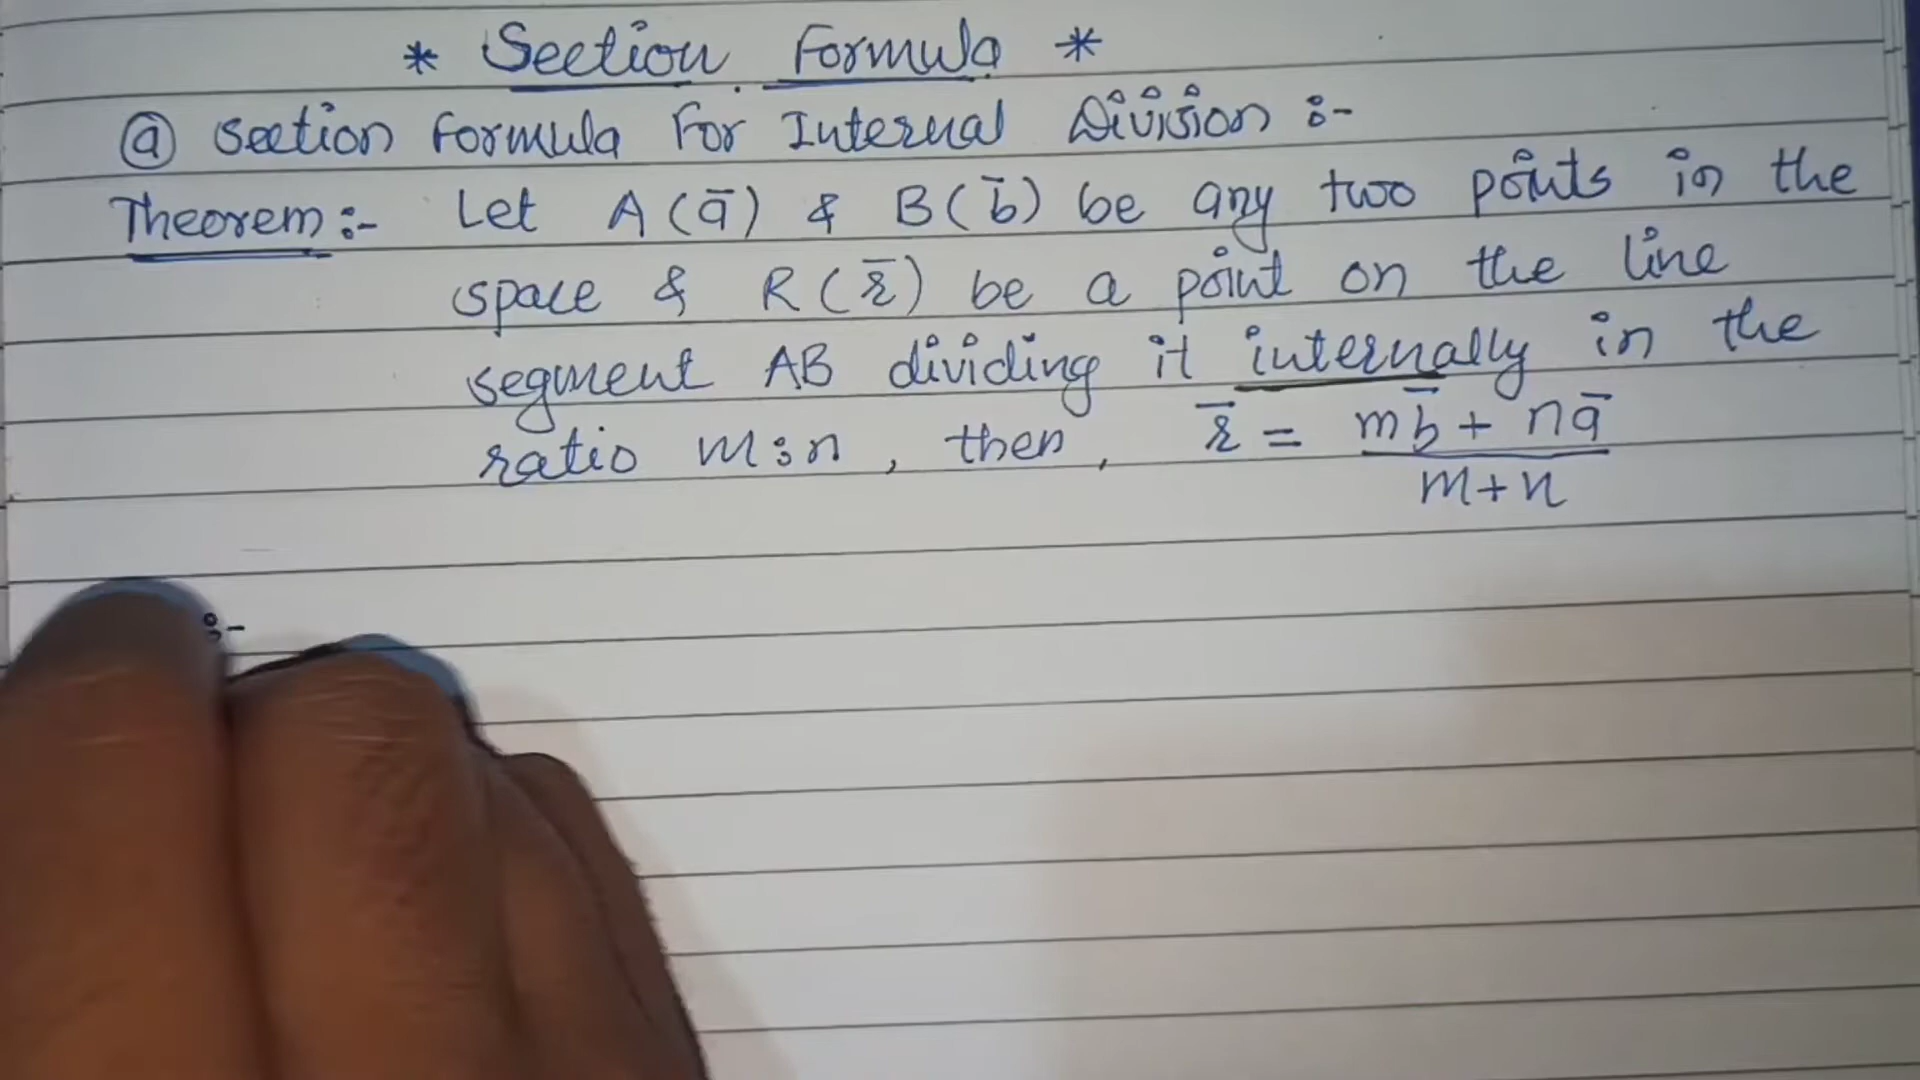 * Section Formula *
ⓐ Section Formula For Internal Division :-
Theorem :- Let A(ā) & B(b̄) be any two points in the
space & R(r̄) be a point on the line
segment AB dividing it internally in the
ratio m:n, then, r̄ = mb̄ + nā
m+n
:-